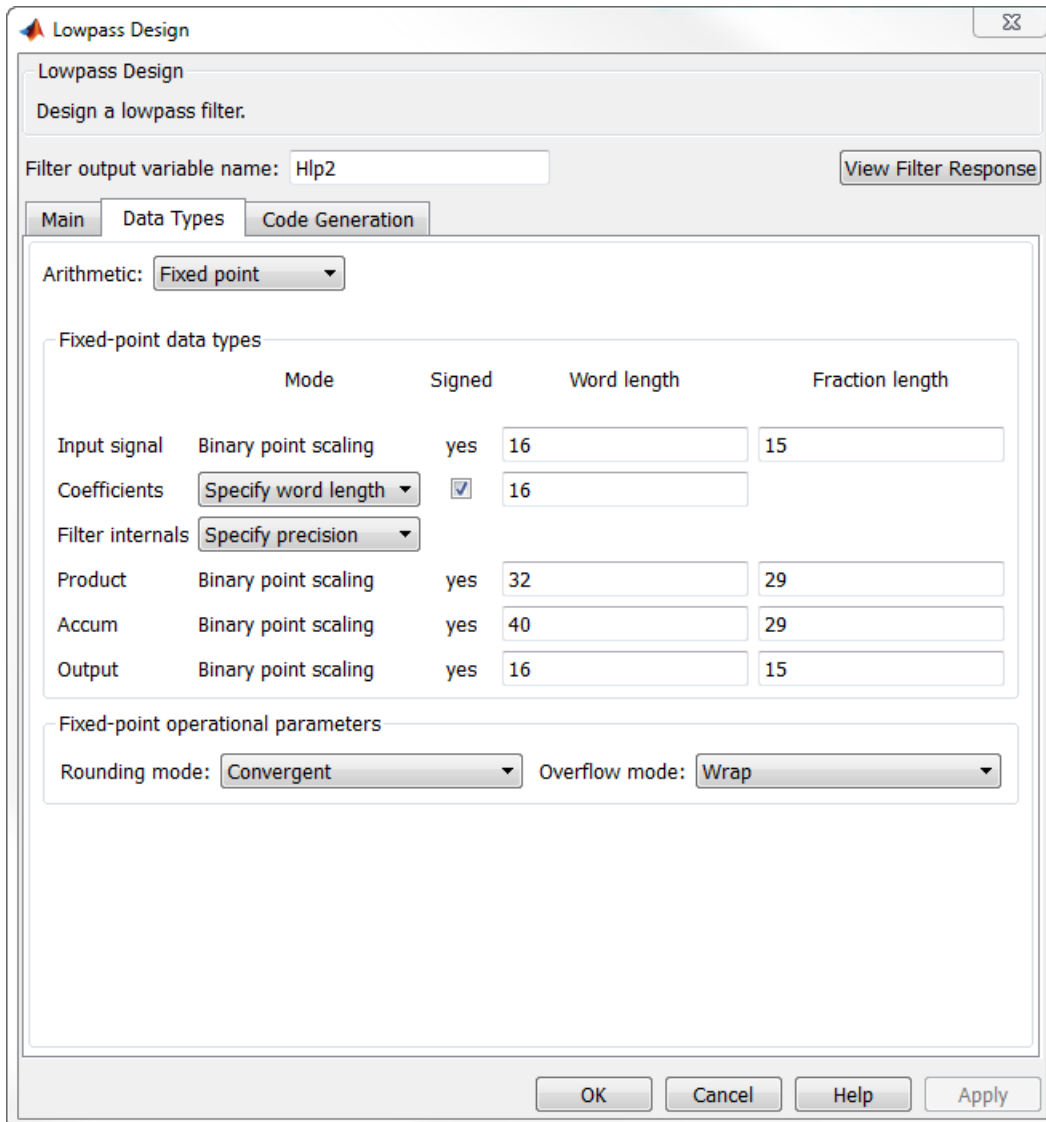 Lowpass Design
Lowpass Design
Design a lowpass filter.
Filter output variable name: Hlp2 View Filter Response
Main Data Types Code Generation
Arithmetic: Fixed point
Fixed-point data types
Mode Signed Word length Fraction length
Input signal Binary point scaling yes 16 15
Coefficients Specify word length 16
Filter internals Specify precision
Product Binary point scaling yes 32 29
Accum Binary point scaling yes 40 29
Output Binary point scaling yes 16 15
Fixed-point operational parameters
Rounding mode: Convergent Overflow mode: Wrap
OK Cancel Help Apply